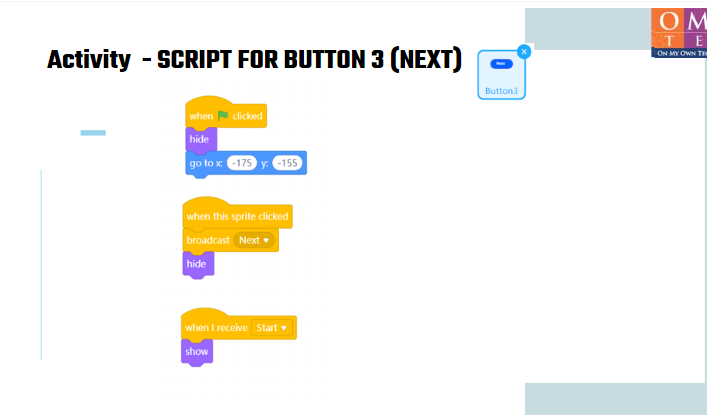 O M
T E
ON MY OWN TE
Activity - SCRIPT FOR BUTTON 3 (NEXT)
Next
Button3
when clicked
hide
go to x: -175 y: -155
when this sprite clicked
broadcast Next
hide
when I receive Start
show